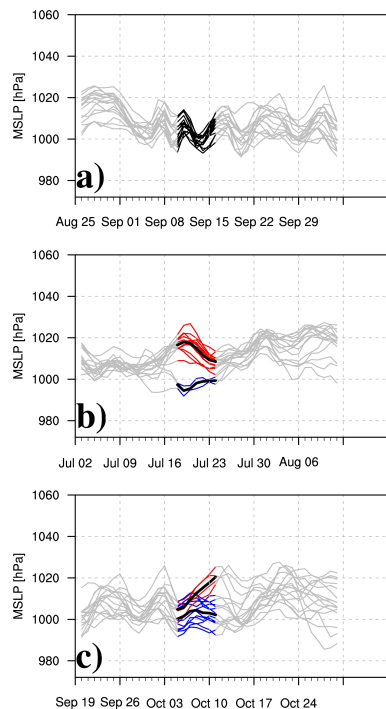 1060
1040
1020
1000
980
MSLP [hPa]
a)
Aug 25 Sep 01 Sep 08 Sep 15 Sep 22 Sep 29
1060
1040
1020
1000
980
MSLP [hPa]
b)
Jul 02 Jul 09 Jul 16 Jul 23 Jul 30 Aug 06
1060
1040
1020
1000
980
MSLP [hPa]
c)
Sep 19 Sep 26 Oct 03 Oct 10 Oct 17 Oct 24